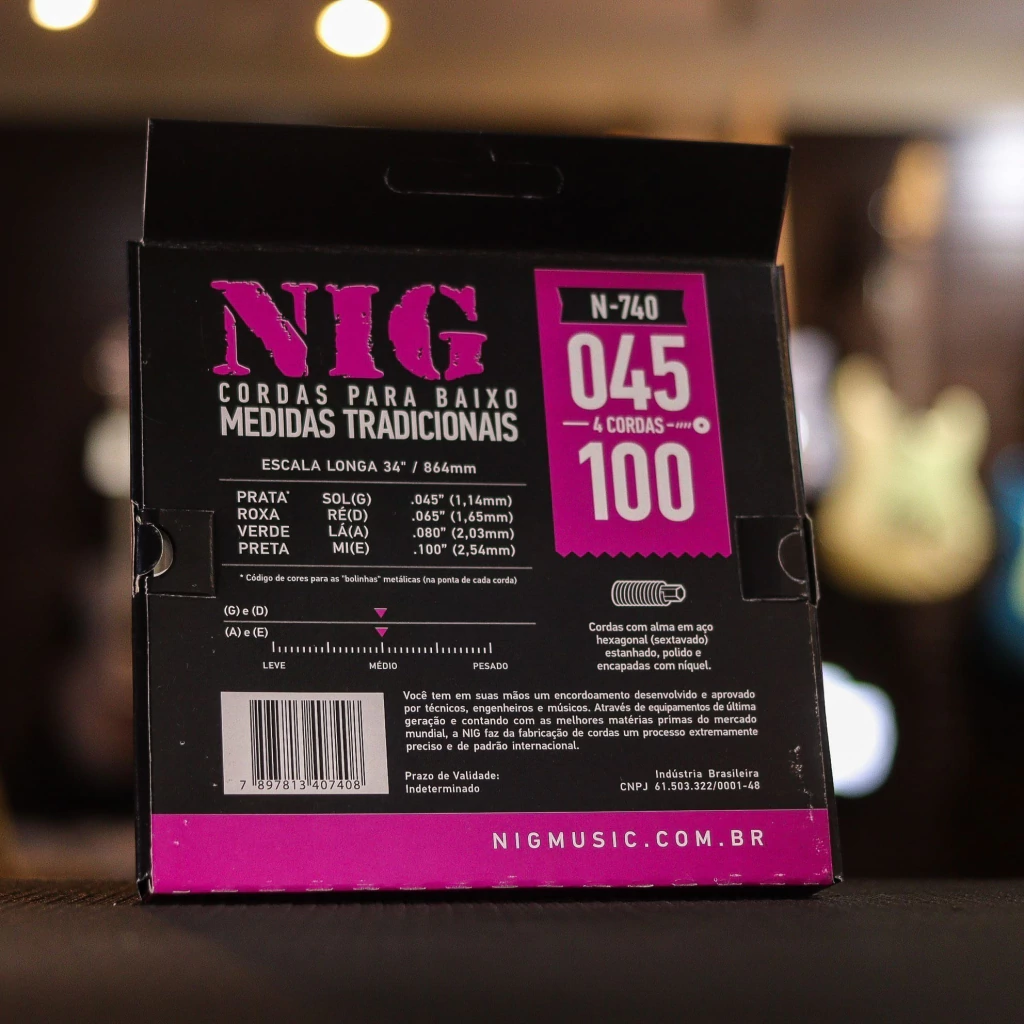 NIG
CORDAS PARA BAIXO
MEDIDAS TRADICIONAIS
ESCALA LONGA 34" / 864mm
PRATA* SOL(G) .045" (1,14mm)
ROXA RÉ(D) .065" (1,65mm)
VERDE LÁ(A) .080" (2,03mm)
PRETA MI(E) .100" (2,54mm)
* Código de cores para as "bolinhas" metálicas (na ponta de cada corda)
(G) e (D)
(A) e (E)
LEVE MÉDIO PESADO
N-740
045
4 CORDAS
100
Cordas com alma em aço
hexagonal (sextavado)
estanhado, polido e
encapadas com níquel.
Você tem em suas mãos um encordoamento desenvolvido e aprovado
por técnicos, engenheiros e músicos. Através de equipamentos de última
geração e contando com as melhores matérias primas do mercado
mundial, a NIG faz da fabricação de cordas um processo extremamente
preciso e de padrão internacional.
7 897813 407408
Prazo de Validade:
Indeterminado
Indústria Brasileira
CNPJ 61.503.322/0001-48
NIGMUSIC.COM.BR